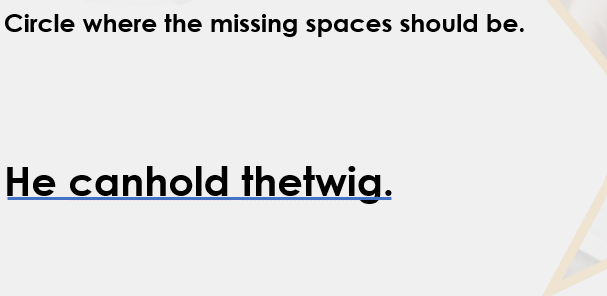 Circle where the missing spaces should be.
He canhold thetwig.